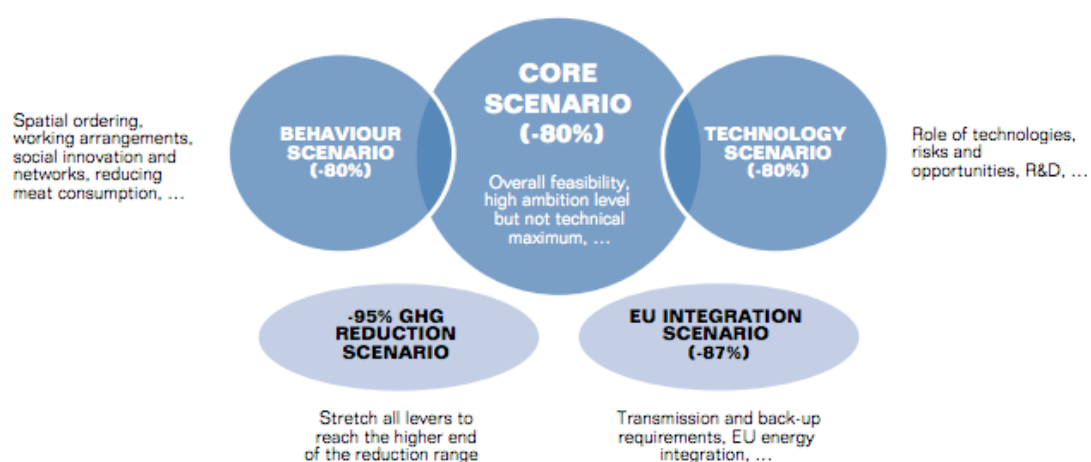 Spatial ordering,
working arrangements,
social innovation and
networks, reducing
meat consumption, ...
BEHAVIOUR
SCENARIO
(-80%)
CORE
SCENARIO
(-80%)
Overall feasibility,
high ambition level
but not technical
maximum, ...
TECHNOLOGY
SCENARIO
(-80%)
Role of technologies,
risks and
opportunities, R&D, ...
-95% GHG
REDUCTION
SCENARIO
EU INTEGRATION
SCENARIO
(-87%)
Stretch all levers to
reach the higher end
of the reduction range
Transmission and back-up
requirements, EU energy
integration, ...